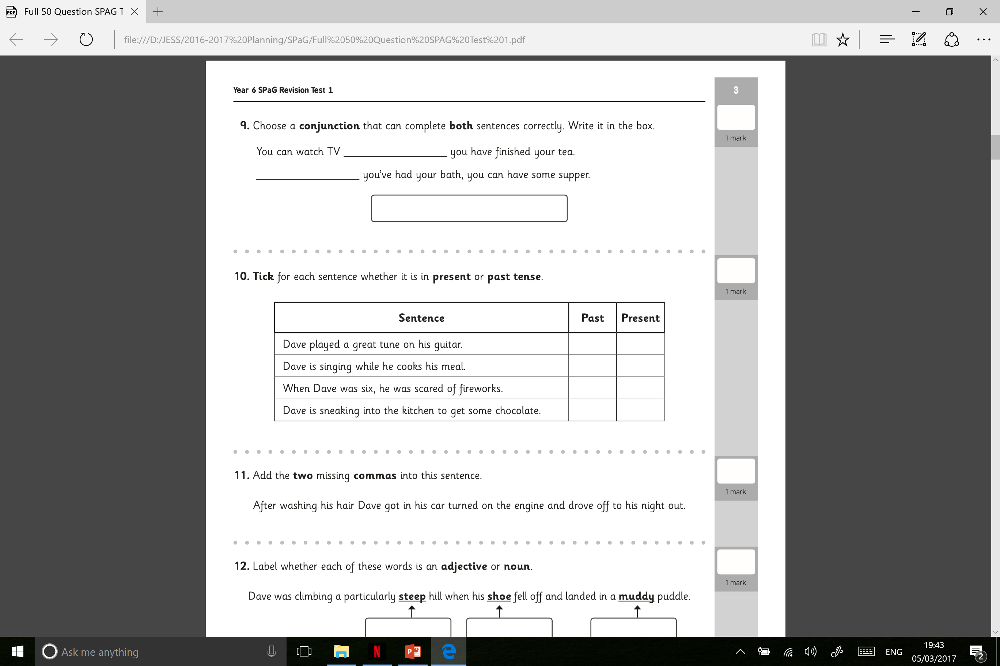 Full 50 Question SPAG T
file:///D:/JESS/2016-2017%20Planning/SPaG/Full%2050%20Question%20SPAG%20Test%201.pdf
Year 6 SPaG Revision Test 1
3
9. Choose a conjunction that can complete both sentences correctly. Write it in the box.
1 mark
You can watch TV ____________ you have finished your tea.
____________ you've had your bath, you can have some supper.
10. Tick for each sentence whether it is in present or past tense.
1 mark
Sentence Past Present
Dave played a great tune on his guitar.
Dave is singing while he cooks his meal.
When Dave was six, he was scared of fireworks.
Dave is sneaking into the kitchen to get some chocolate.
11. Add the two missing commas into this sentence.
1 mark
After washing his hair Dave got in his car turned on the engine and drove off to his night out.
12. Label whether each of these words is an adjective or noun.
1 mark
Dave was climbing a particularly steep hill when his shoe fell off and landed in a muddy puddle.
Ask me anything
ENG
19:43
05/03/2017
2